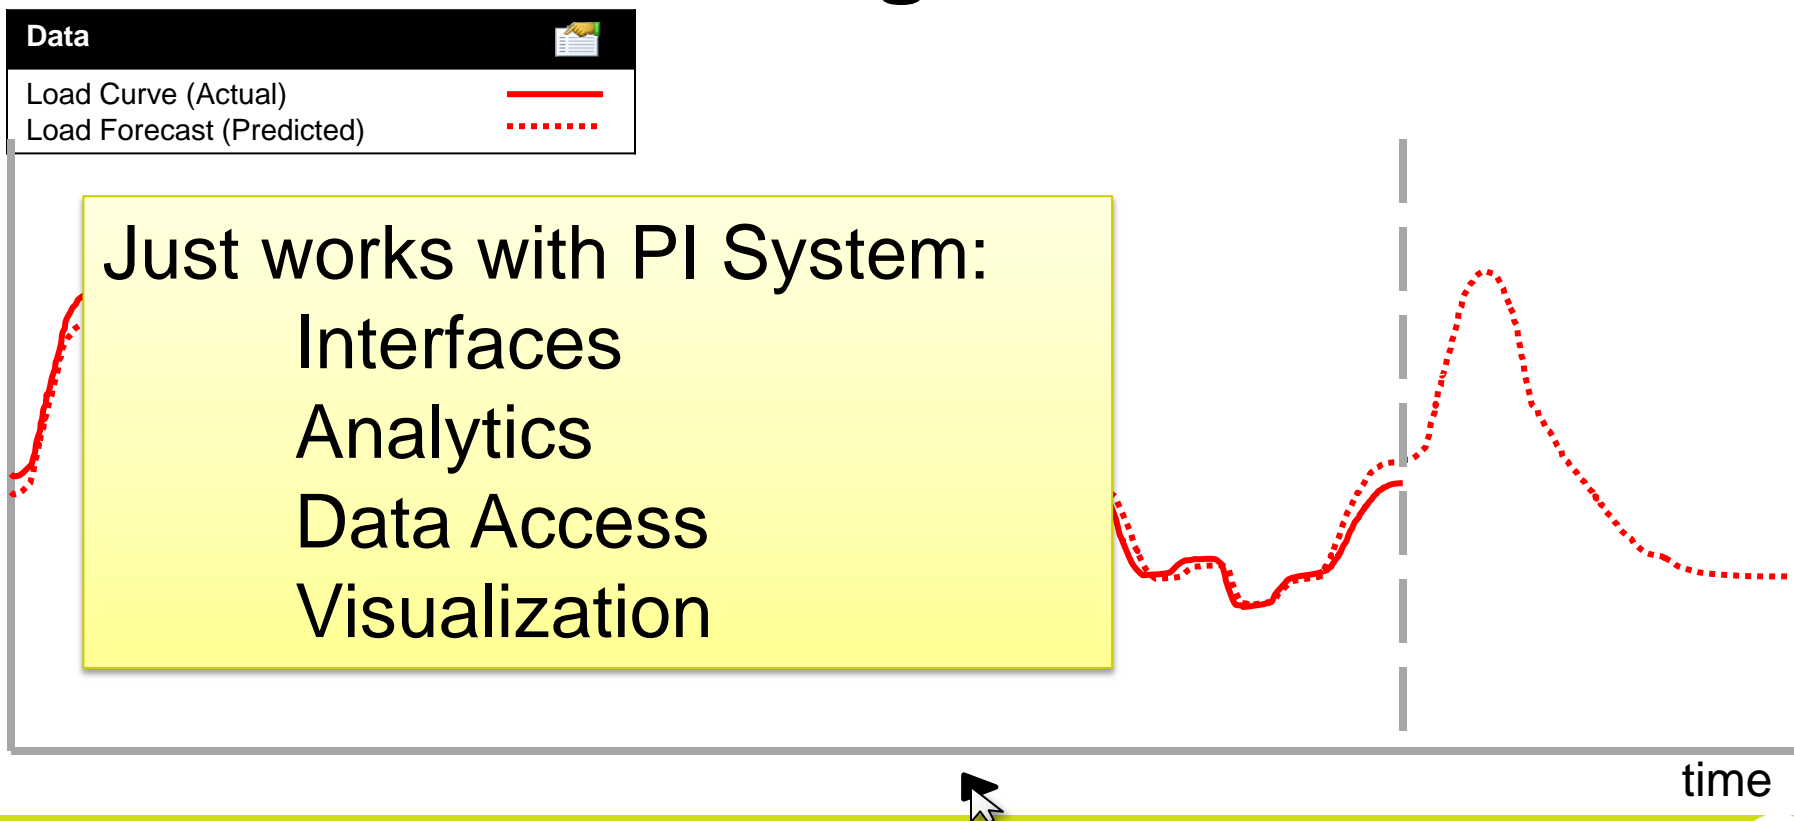 Data
Load Curve (Actual)
Load Forecast (Predicted)
Just works with PI System:
Interfaces
Analytics
Data Access
Visualization
time